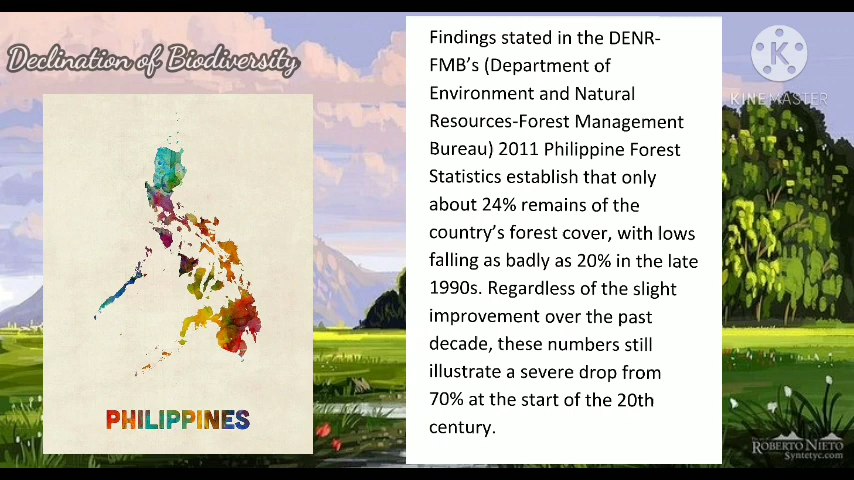 Declination of Biodiversity
PHILIPPINES
Findings stated in the DENR-
FMB's (Department of
Environment and Natural
Resources-Forest Management
Bureau) 2011 Philippine Forest
Statistics establish that only
about 24% remains of the
country's forest cover, with lows
falling as badly as 20% in the late
1990s. Regardless of the slight
improvement over the past
decade, these numbers still
illustrate a severe drop from
70% at the start of the 20th
century.
KINEMASTER
ROBERTO NIETO
Syntetyc.com